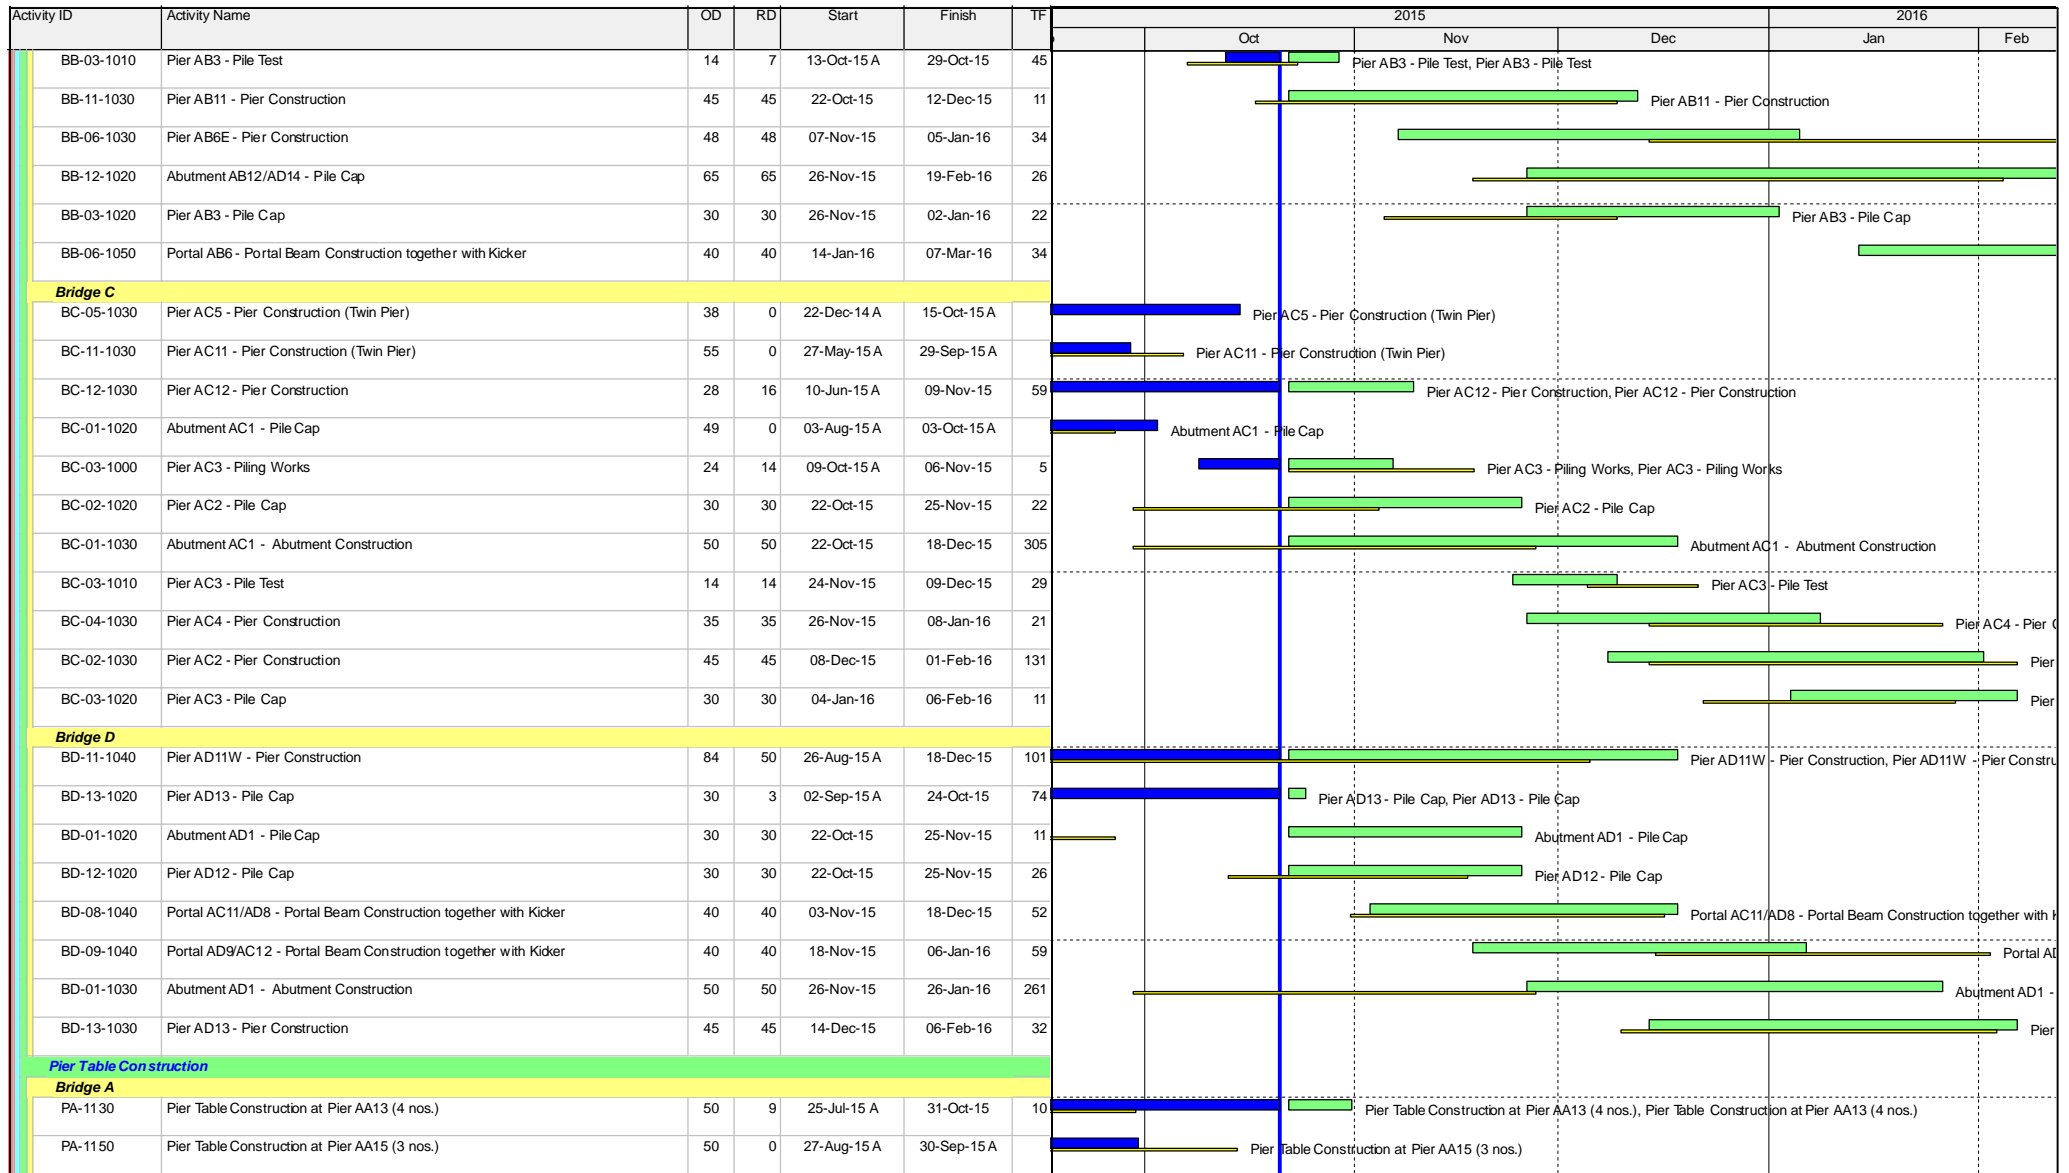 Activity ID Activity Name OD RD Start Finish TF 2015 2016
Oct Nov Dec Jan Feb
BB-03-1010 Pier AB3 - Pile Test 14 7 13-Oct-15 A 29-Oct-15 45 Pier AB3 - Pile Test, Pier AB3 - Pile Test
BB-11-1030 Pier AB11 - Pier Construction 45 45 22-Oct-15 12-Dec-15 11 Pier AB11 - Pier Construction
BB-06-1030 Pier AB6E - Pier Construction 48 48 07-Nov-15 05-Jan-16 34
BB-12-1020 Abutment AB12/AD14 - Pile Cap 65 65 26-Nov-15 19-Feb-16 26
BB-03-1020 Pier AB3 - Pile Cap 30 30 26-Nov-15 02-Jan-16 22 Pier AB3 - Pile Cap
BB-06-1050 Portal AB6 - Portal Beam Construction together with Kicker 40 40 14-Jan-16 07-Mar-16 34
Bridge C
BC-05-1030 Pier AC5 - Pier Construction (Twin Pier) 38 0 22-Dec-14 A 15-Oct-15 A Pier AC5 - Pier Construction (Twin Pier)
BC-11-1030 Pier AC11 - Pier Construction (Twin Pier) 55 0 27-May-15 A 29-Sep-15 A Pier AC11 - Pier Construction (Twin Pier)
BC-12-1030 Pier AC12 - Pier Construction 28 16 10-Jun-15 A 09-Nov-15 59 Pier AC12 - Pier Construction, Pier AC12 - Pier Construction
BC-01-1020 Abutment AC1 - Pile Cap 49 0 03-Aug-15 A 03-Oct-15 A Abutment AC1 - Pile Cap
BC-03-1000 Pier AC3 - Piling Works 24 14 09-Oct-15 A 06-Nov-15 5 Pier AC3 - Piling Works, Pier AC3 - Piling Works
BC-02-1020 Pier AC2 - Pile Cap 30 30 22-Oct-15 25-Nov-15 22 Pier AC2 - Pile Cap
BC-01-1030 Abutment AC1 - Abutment Construction 50 50 22-Oct-15 18-Dec-15 305 Abutment AC1 - Abutment Construction
BC-03-1010 Pier AC3 - Pile Test 14 14 24-Nov-15 09-Dec-15 29 Pier AC3 - Pile Test
BC-04-1030 Pier AC4 - Pier Construction 35 35 26-Nov-15 08-Jan-16 21 Pier AC4 - Pier
BC-02-1030 Pier AC2 - Pier Construction 45 45 08-Dec-15 01-Feb-16 131 Pier
BC-03-1020 Pier AC3 - Pile Cap 30 30 04-Jan-16 06-Feb-16 11 Pier
Bridge D
BD-11-1040 Pier AD11W - Pier Construction 84 50 26-Aug-15 A 18-Dec-15 101 Pier AD11W - Pier Construction, Pier AD11W - Pier Constru
BD-13-1020 Pier AD13 - Pile Cap 30 3 02-Sep-15 A 24-Oct-15 74 Pier AD13 - Pile Cap, Pier AD13 - Pile Cap
BD-01-1020 Abutment AD1 - Pile Cap 30 30 22-Oct-15 25-Nov-15 11 Abutment AD1 - Pile Cap
BD-12-1020 Pier AD12 - Pile Cap 30 30 22-Oct-15 25-Nov-15 26 Pier AD12 - Pile Cap
BD-08-1040 Portal AC11/AD8 - Portal Beam Construction together with Kicker 40 40 03-Nov-15 18-Dec-15 52 Portal AC11/AD8 - Portal Beam Construction together with
BD-09-1040 Portal AD9/AC12 - Portal Beam Construction together with Kicker 40 40 18-Nov-15 06-Jan-16 59 Portal AD
BD-01-1030 Abutment AD1 - Abutment Construction 50 50 26-Nov-15 26-Jan-16 261 Abutment AD1 -
BD-13-1030 Pier AD13 - Pier Construction 45 45 14-Dec-15 06-Feb-16 32 Pier
Pier Table Construction
Bridge A
PA-1130 Pier Table Construction at Pier AA13 (4 nos.) 50 9 25-Jul-15 A 31-Oct-15 10 Pier Table Construction at Pier AA13 (4 nos.), Pier Table Construction at Pier AA13 (4 nos.)
PA-1150 Pier Table Construction at Pier AA15 (3 nos.) 50 0 27-Aug-15 A 30-Sep-15 A Pier Table Construction at Pier AA15 (3 nos.)